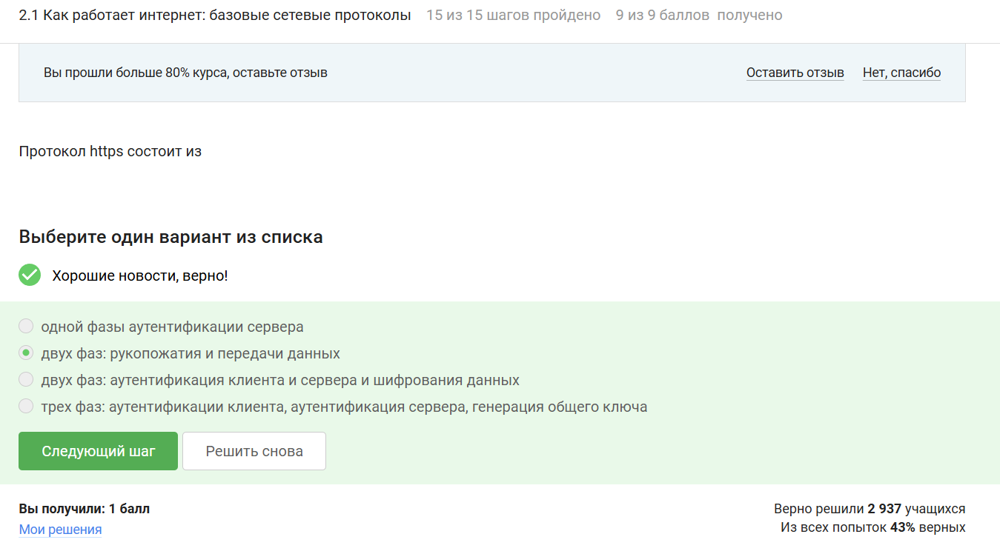 2.1 Как работает интернет: базовые сетевые протоколы 15 из 15 шагов пройдено 9 из 9 баллов получено
Вы прошли больше 80% курса, оставьте отзыв Оставить отзыв Нет, спасибо
Протокол https состоит из
Выберите один вариант из списка
Хорошие новости, верно!
одной фазы аутентификации сервера
двух фаз: рукопожатия и передачи данных
двух фаз: аутентификация клиента и сервера и шифрования данных
трех фаз: аутентификации клиента, аутентификация сервера, генерация общего ключа
Следующий шаг Решить снова
Вы получили: 1 балл Верно решили 2 937 учащихся
Мои решения Из всех попыток 43% верных